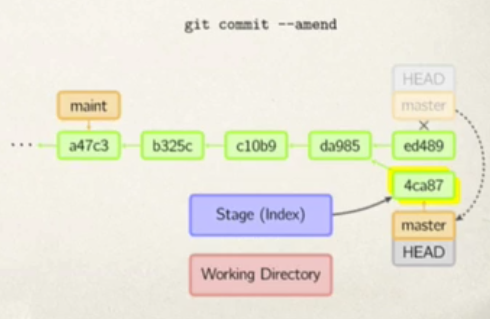 git commit --amend
HEAD
maint
master
... a47c3 b325c c10b9 da985 ed489
4ca87
Stage (Index)
master
HEAD
Working Directory